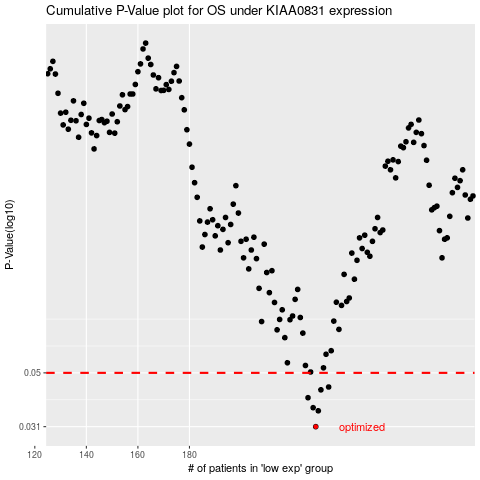 Cumulative P-Value plot for OS under KIAA0831 expression
P-Value(log10)
0.05
0.031
optimized
120 140 160 180
# of patients in 'low exp' group